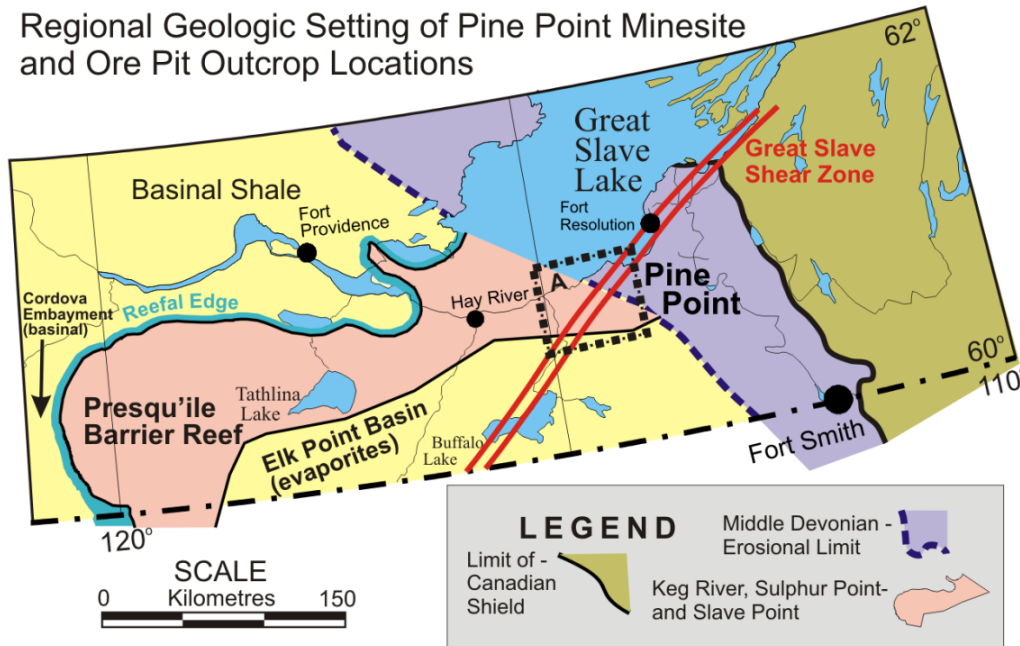 Regional Geologic Setting of Pine Point Minesite
and Ore Pit Outcrop Locations
62°
Great
Slave
Lake
Great Slave
Shear Zone
Basinal Shale
Fort
Providence
Fort
Resolution
Cordova
Embayment
(basinal)
Reefal Edge
Hay River
A
Pine
Point
60°
110°
Tathlina
Lake
Presqu'ile
Barrier Reef
Elk Point Basin
(evaporites)
Buffalo
Lake
Fort Smith
120°
SCALE
0 Kilometres 150
LEGEND
Limit of -
Canadian
Shield
Middle Devonian -
Erosional Limit
Keg River, Sulphur Point-
and Slave Point